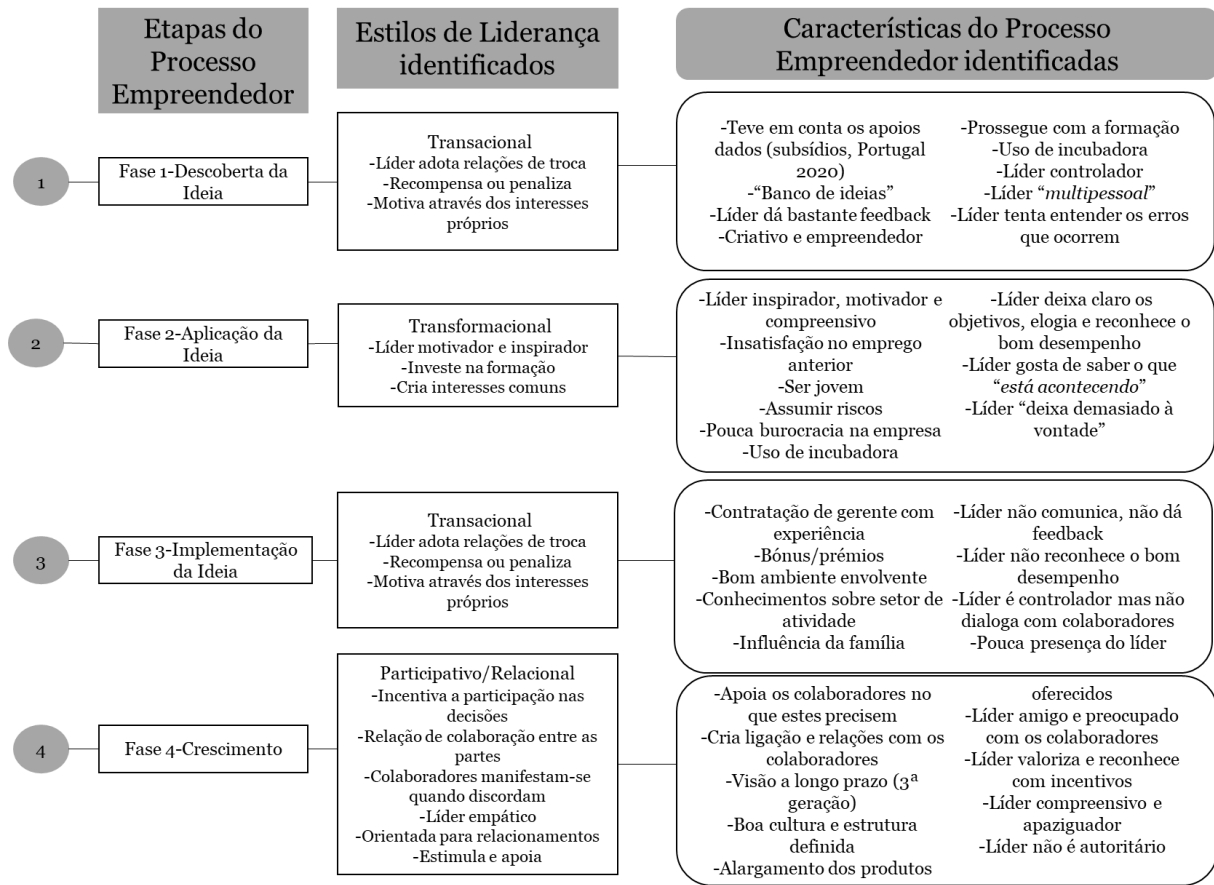 Etapas do
Processo
Empreendedor
Estilos de Liderança
identificados
Características do Processo
Empreendedor identificadas
1
Fase 1-Descoberta da
Ideia
Transacional
-Líder adota relações de troca
-Recompensa ou penaliza
-Motiva através dos interesses
próprios
-Teve em conta os apoios
dados (subsídios, Portugal
2020)
-“Banco de ideias”
-Líder dá bastante feedback
-Criativo e empreendedor
-Prossegue com a formação
-Uso de incubadora
-Líder controlador
-Líder “multipessoal”
-Líder tenta entender os erros
que ocorrem
2
Fase 2-Aplicação da
Ideia
Transformacional
-Líder motivador e inspirador
-Investe na formação
-Cria interesses comuns
-Líder inspirador, motivador e
compreensivo
-Insatisfação no emprego
anterior
-Ser jovem
-Assumir riscos
-Pouca burocracia na empresa
-Uso de incubadora
-Líder deixa claro os
objetivos, elogia e reconhece o
bom desempenho
-Líder gosta de saber o que
“está acontecendo”
-Líder “deixa demasiado à
vontade”
3
Fase 3-Implementação
da Ideia
Transacional
-Líder adota relações de troca
-Recompensa ou penaliza
-Motiva através dos interesses
próprios
-Contratação de gerente com
experiência
-Bónus/prémios
-Bom ambiente envolvente
-Conhecimentos sobre setor de
atividade
-Influência da família
-Líder não comunica, não dá
feedback
-Líder não reconhece o bom
desempenho
-Líder é controlador mas não
dialoga com colaboradores
-Pouca presença do líder
4
Fase 4-Crescimento
Participativo/Relacional
-Incentiva a participação nas
decisões
-Relação de colaboração entre as
partes
-Colaboradores manifestam-se
quando discordam
-Líder empático
-Orientada para relacionamentos
-Estimula e apoia
-Apoia os colaboradores no
que estes precisem
-Cria ligação e relações com os
colaboradores
-Visão a longo prazo (3ª
geração)
-Boa cultura e estrutura
definida
-Alargamento dos produtos
oferecidos
-Líder amigo e preocupado
com os colaboradores
-Líder valoriza e reconhece
com incentivos
-Líder compreensivo e
apaziguador
-Líder não é autoritário